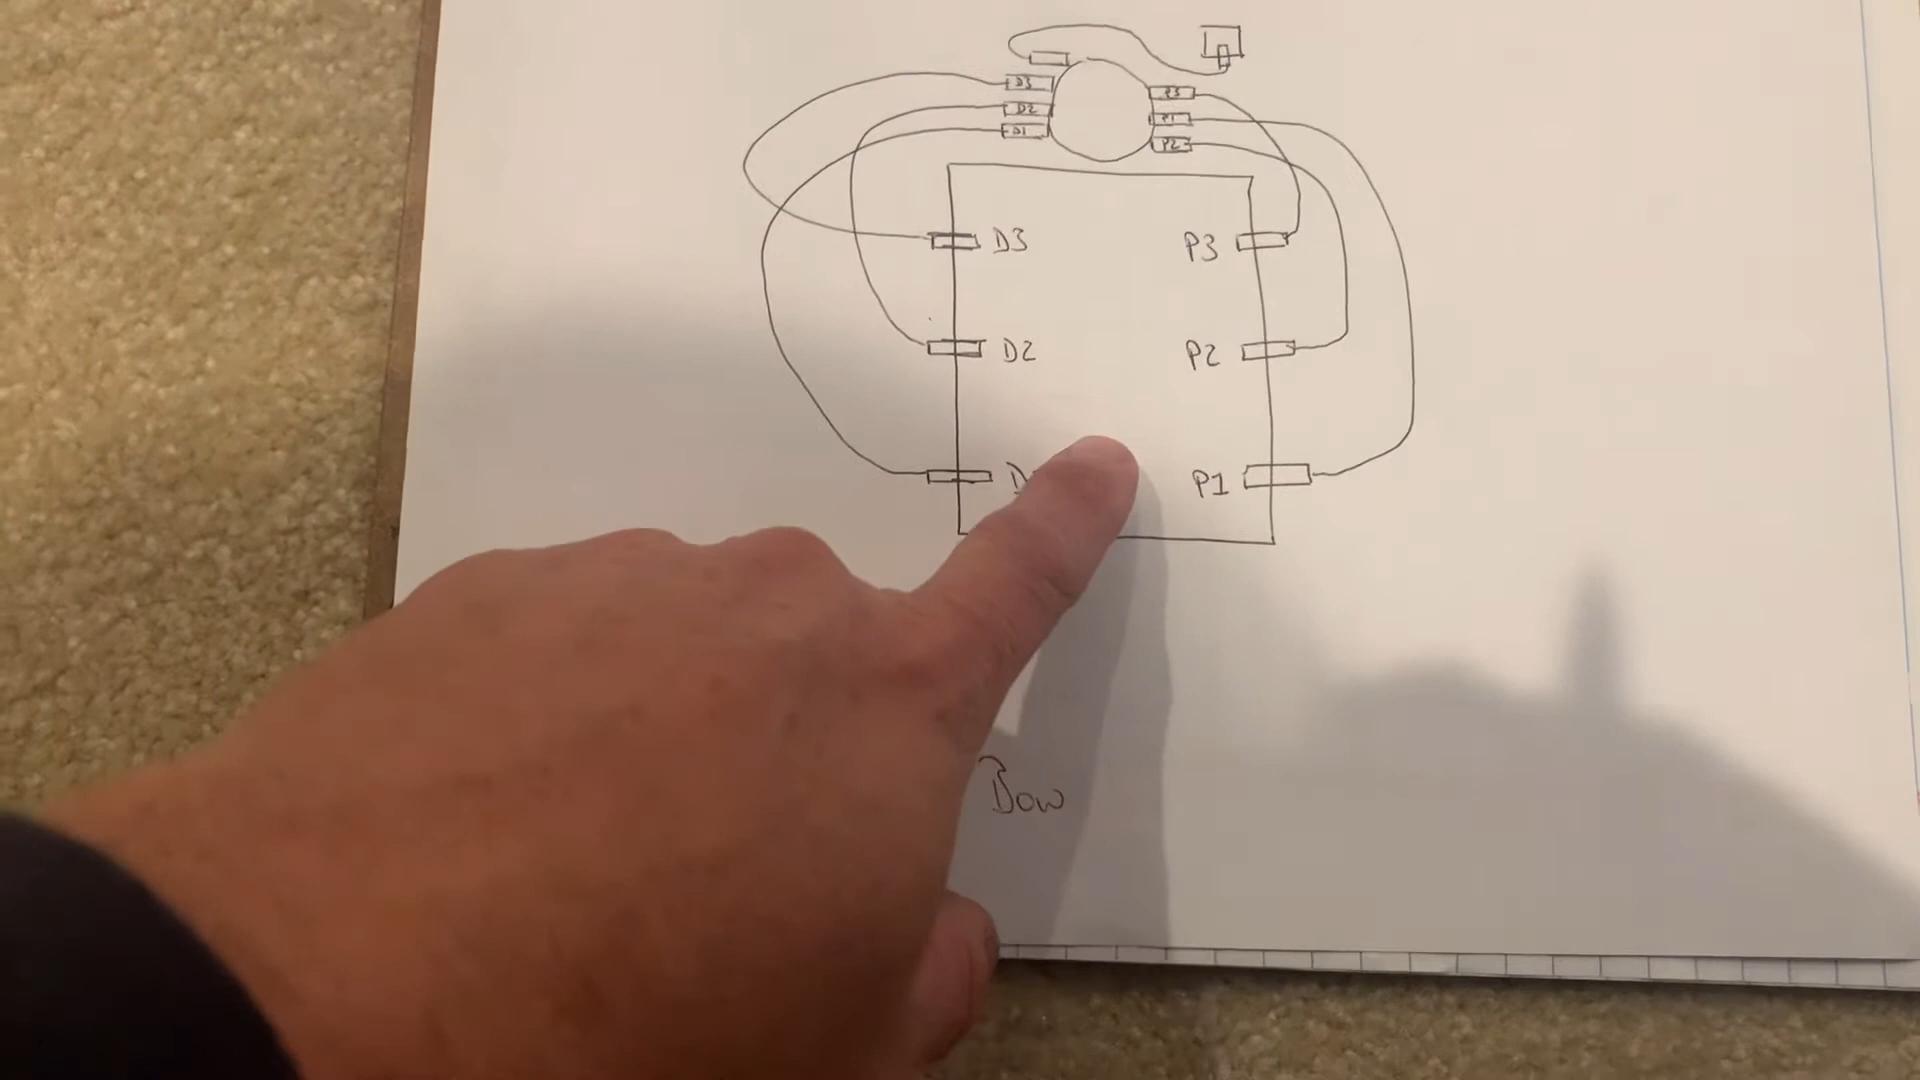 D3 P3
D2 P1
D1 P2
D3 P3
D2 P2
P1
Bow